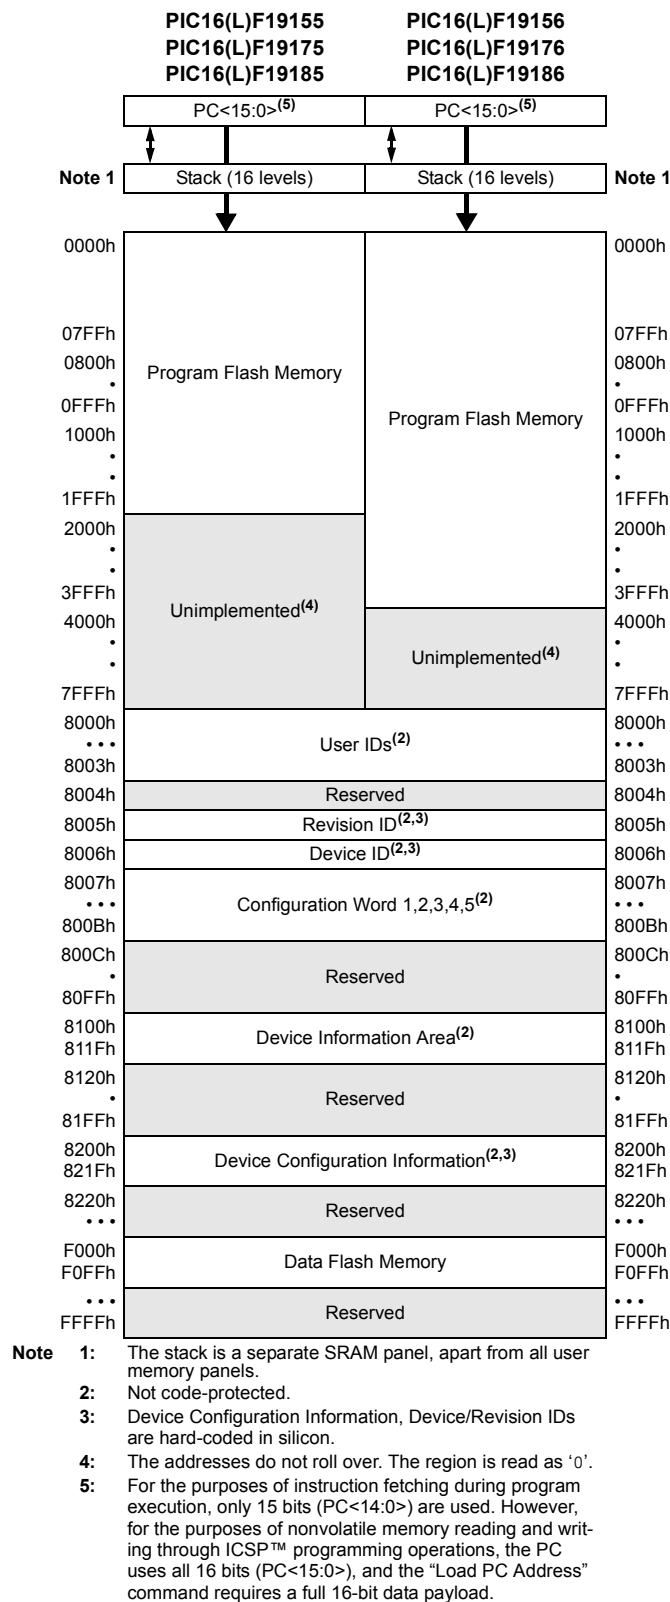 PIC16(L)F19155 PIC16(L)F19156
PIC16(L)F19175 PIC16(L)F19176
PIC16(L)F19185 PIC16(L)F19186
PC<15:0>(5) PC<15:0>(5)
Note 1 Stack (16 levels) Stack (16 levels) Note 1
0000h 0000h
07FFh 07FFh
0800h 0800h
Program Flash Memory
• •
0FFFh 0FFFh
Program Flash Memory
1000h 1000h
• •
• •
1FFFh 1FFFh
2000h 2000h
• •
• •
3FFFh 3FFFh
Unimplemented(4)
4000h 4000h
• •
Unimplemented(4)
• •
7FFFh 7FFFh
8000h 8000h
••• User IDs(2) •••
8003h 8003h
8004h Reserved 8004h
8005h Revision ID(2,3) 8005h
8006h Device ID(2,3) 8006h
8007h 8007h
••• Configuration Word 1,2,3,4,5(2) •••
800Bh 800Bh
800Ch 800Ch
• Reserved •
80FFh 80FFh
8100h 8100h
Device Information Area(2)
811Fh 811Fh
8120h 8120h
• Reserved •
81FFh 81FFh
8200h 8200h
Device Configuration Information(2,3)
821Fh 821Fh
8220h 8220h
Reserved
••• •••
F000h F000h
Data Flash Memory
F0FFh F0FFh
••• •••
Reserved
FFFFh FFFFh
Note 1: The stack is a separate SRAM panel, apart from all user
memory panels.
2: Not code-protected.
3: Device Configuration Information, Device/Revision IDs
are hard-coded in silicon.
4: The addresses do not roll over. The region is read as ‘0’.
5: For the purposes of instruction fetching during program
execution, only 15 bits (PC<14:0>) are used. However,
for the purposes of nonvolatile memory reading and writ-
ing through ICSP™ programming operations, the PC
uses all 16 bits (PC<15:0>), and the “Load PC Address”
command requires a full 16-bit data payload.